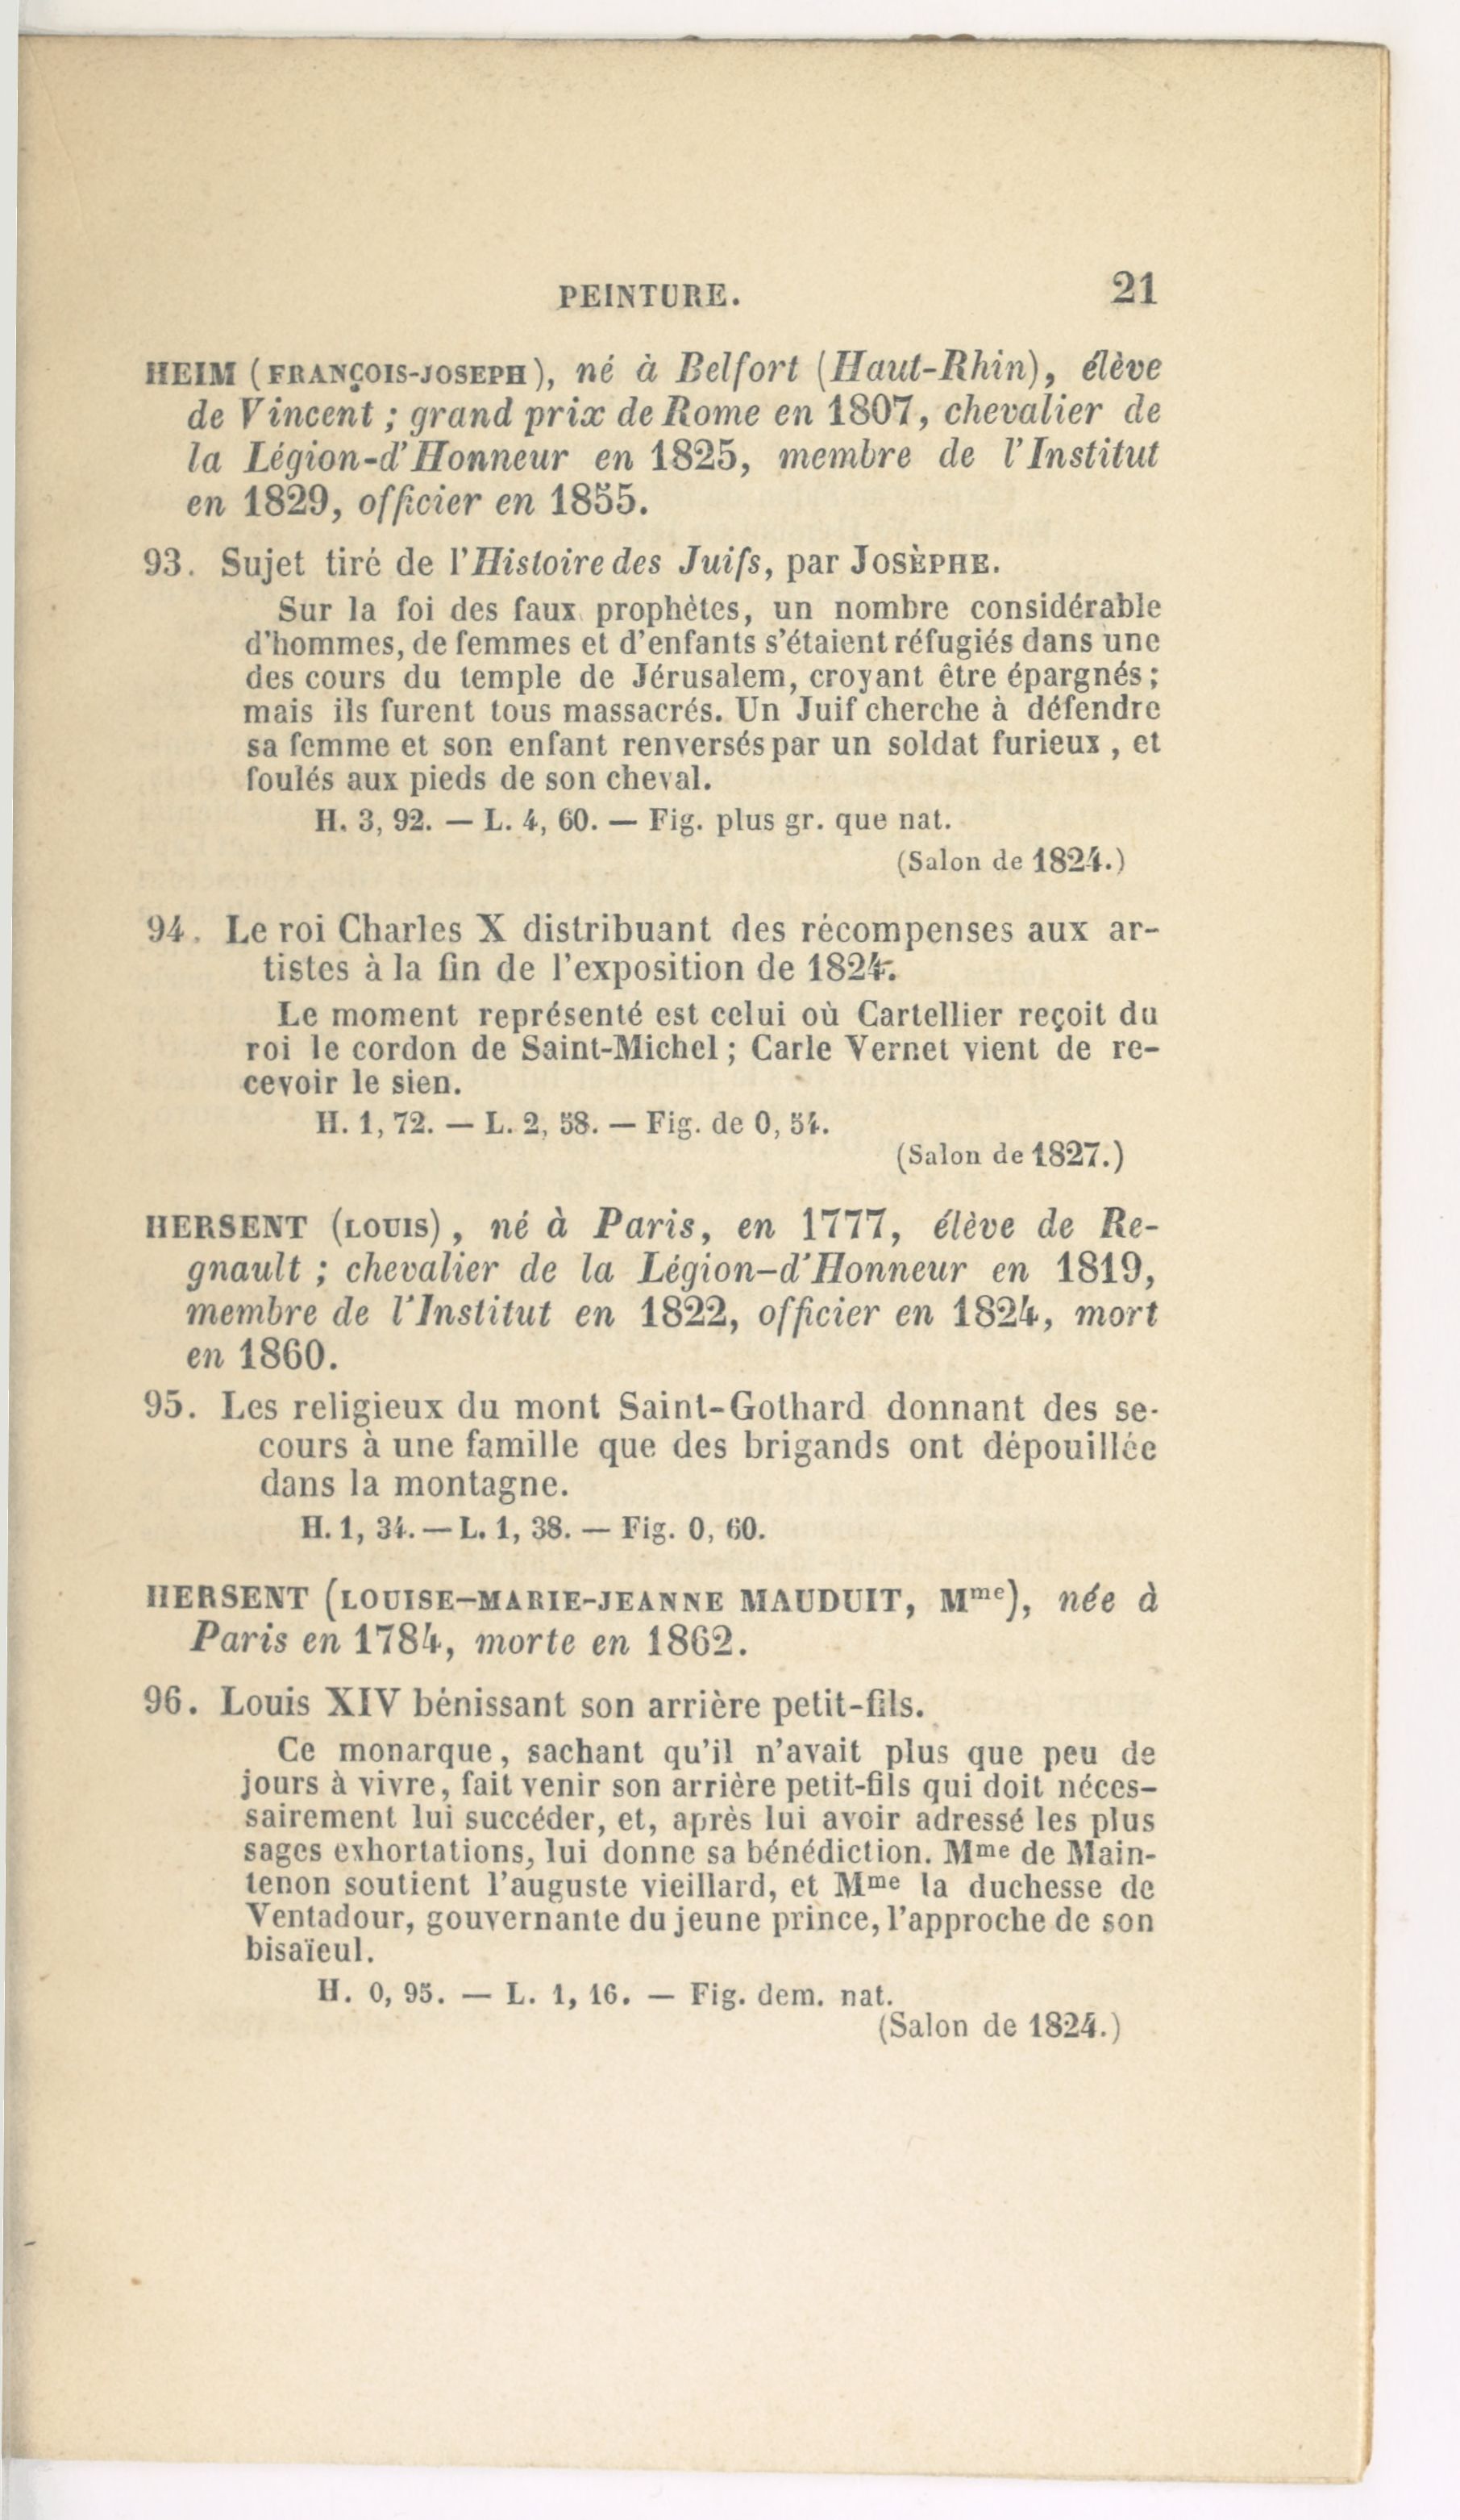 PEINTURE. 21
HEIM (FRANÇOIS-JOSEPH), né à Belfort (Haut-Rhin), élève
de Vincent ; grand prix de Rome en 1807, chevalier de
la Légion-d'Honneur en 1825, membre de l'Institut
en 1829, officier en 1855.
93. Sujet tiré de l'Histoire des Juifs, par JOSÈPHE.
Sur la foi des faux prophètes, un nombre considérable
d'hommes, de femmes et d'enfants s'étaient réfugiés dans une
des cours du temple de Jérusalem, croyant être épargnés ;
mais ils furent tous massacrés. Un Juif cherche à défendre
sa femme et son enfant renversés par un soldat furieux , et
foulés aux pieds de son cheval.
H. 3, 92. — L. 4, 60. — Fig. plus gr. que nat.
(Salon de 1824.)
94. Le roi Charles X distribuant des récompenses aux ar-
tistes à la fin de l'exposition de 1824.
Le moment représenté est celui où Cartellier reçoit du
roi le cordon de Saint-Michel ; Carle Vernet vient de re-
cevoir le sien.
H. 1, 72. — L. 2, 58. — Fig. de 0, 54.
(Salon de 1827.)
HERSENT (LOUIS) , né à Paris, en 1777, élève de Re-
gnault ; chevalier de la Légion-d'Honneur en 1819,
membre de l'Institut en 1822, officier en 1824, mort
en 1860.
95. Les religieux du mont Saint-Gothard donnant des se-
cours à une famille que des brigands ont dépouillée
dans la montagne.
H. 1, 34. — L. 1, 38. — Fig. 0, 60.
HERSENT (LOUISE-MARIE-JEANNE MAUDUIT, Mme), née à
Paris en 1784, morte en 1862.
96. Louis XIV bénissant son arrière petit-fils.
Ce monarque, sachant qu'il n'avait plus que peu de
jours à vivre, fait venir son arrière petit-fils qui doit néces-
sairement lui succéder, et, après lui avoir adressé les plus
sages exhortations, lui donne sa bénédiction. Mme de Main-
tenon soutient l'auguste vieillard, et Mme la duchesse de
Ventadour, gouvernante du jeune prince, l'approche de son
bisaïeul.
H. 0, 95. — L. 1, 16. — Fig. dem. nat.
(Salon de 1824.)